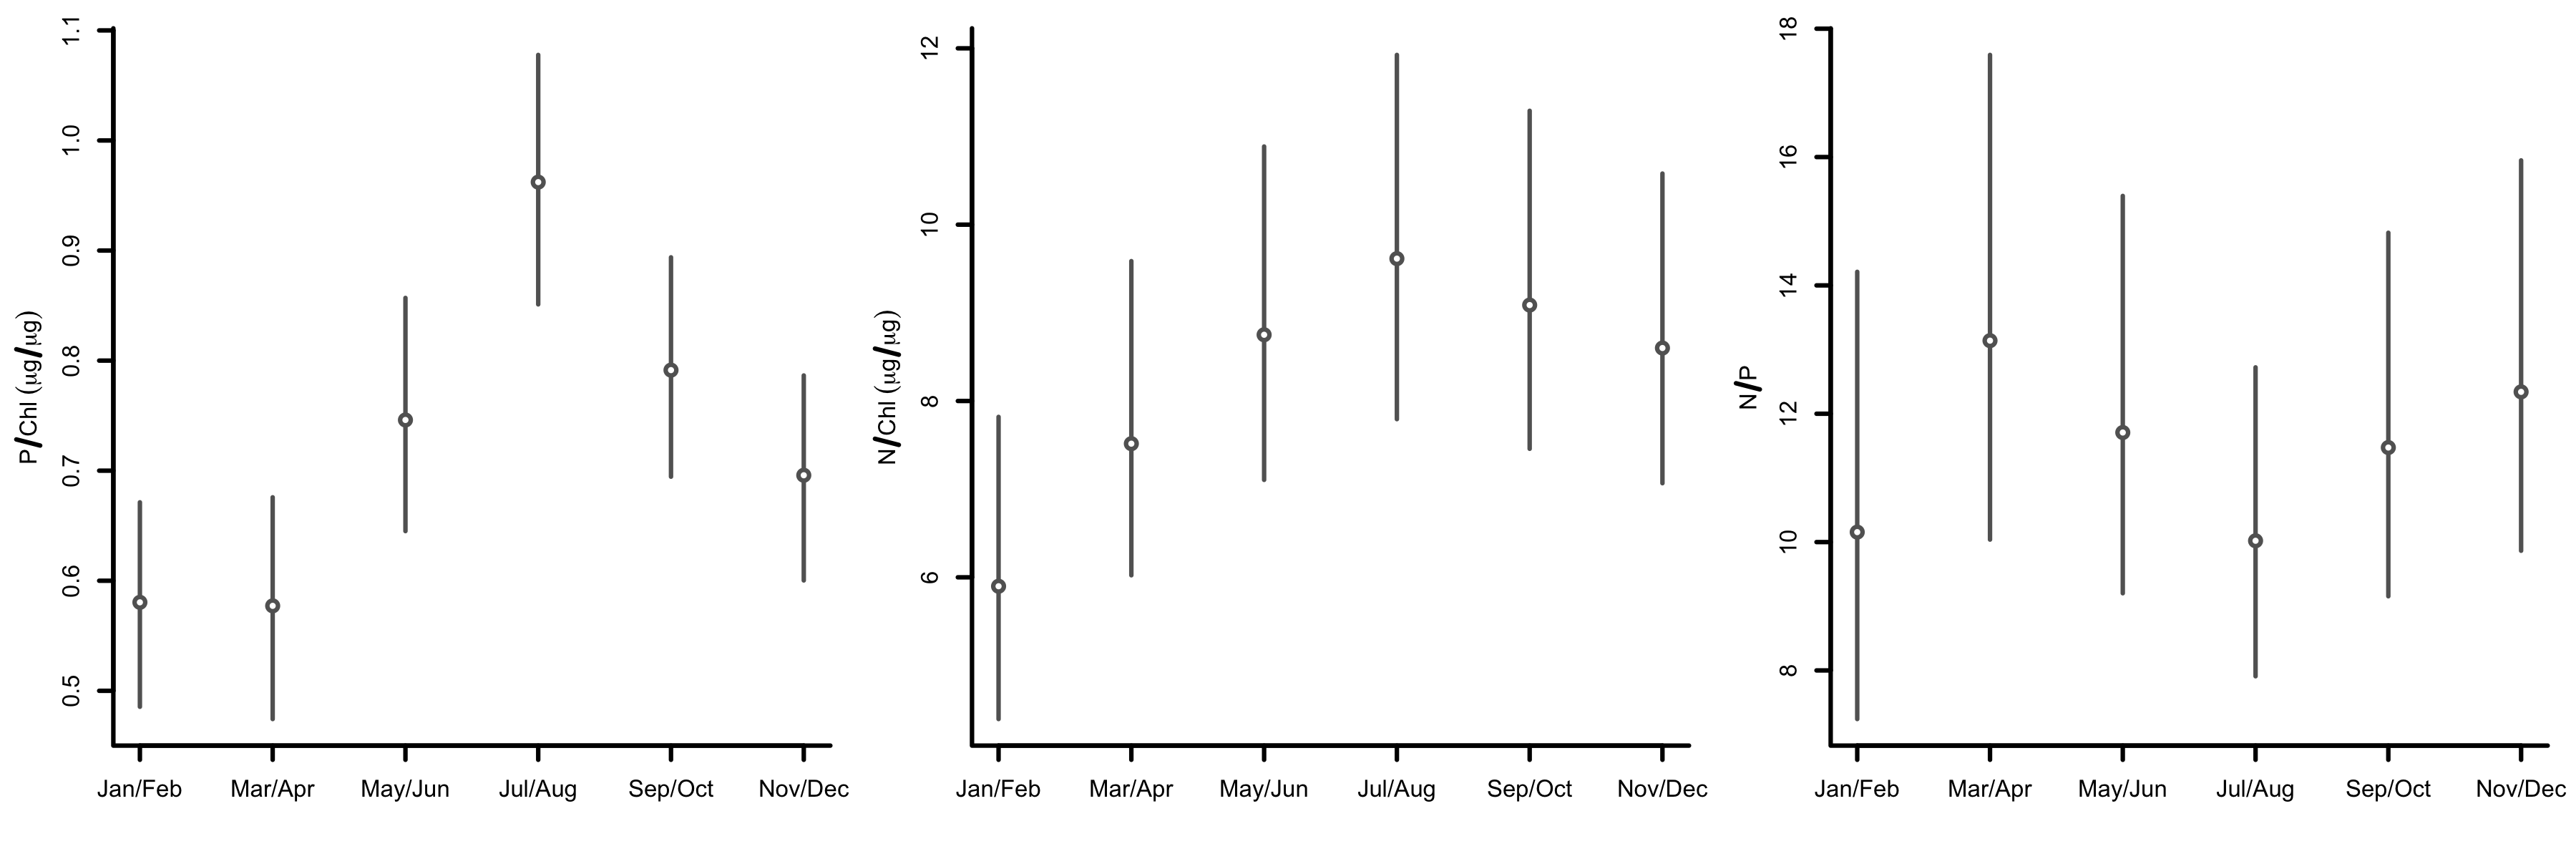 P/Chl (μg/μg)
1.1
1.0
0.9
0.8
0.7
0.6
0.5
Jan/Feb Mar/Apr May/Jun Jul/Aug Sep/Oct Nov/Dec
N/Chl (μg/μg)
12
10
8
6
Jan/Feb Mar/Apr May/Jun Jul/Aug Sep/Oct Nov/Dec
N/P
18
16
14
12
10
8
Jan/Feb Mar/Apr May/Jun Jul/Aug Sep/Oct Nov/Dec